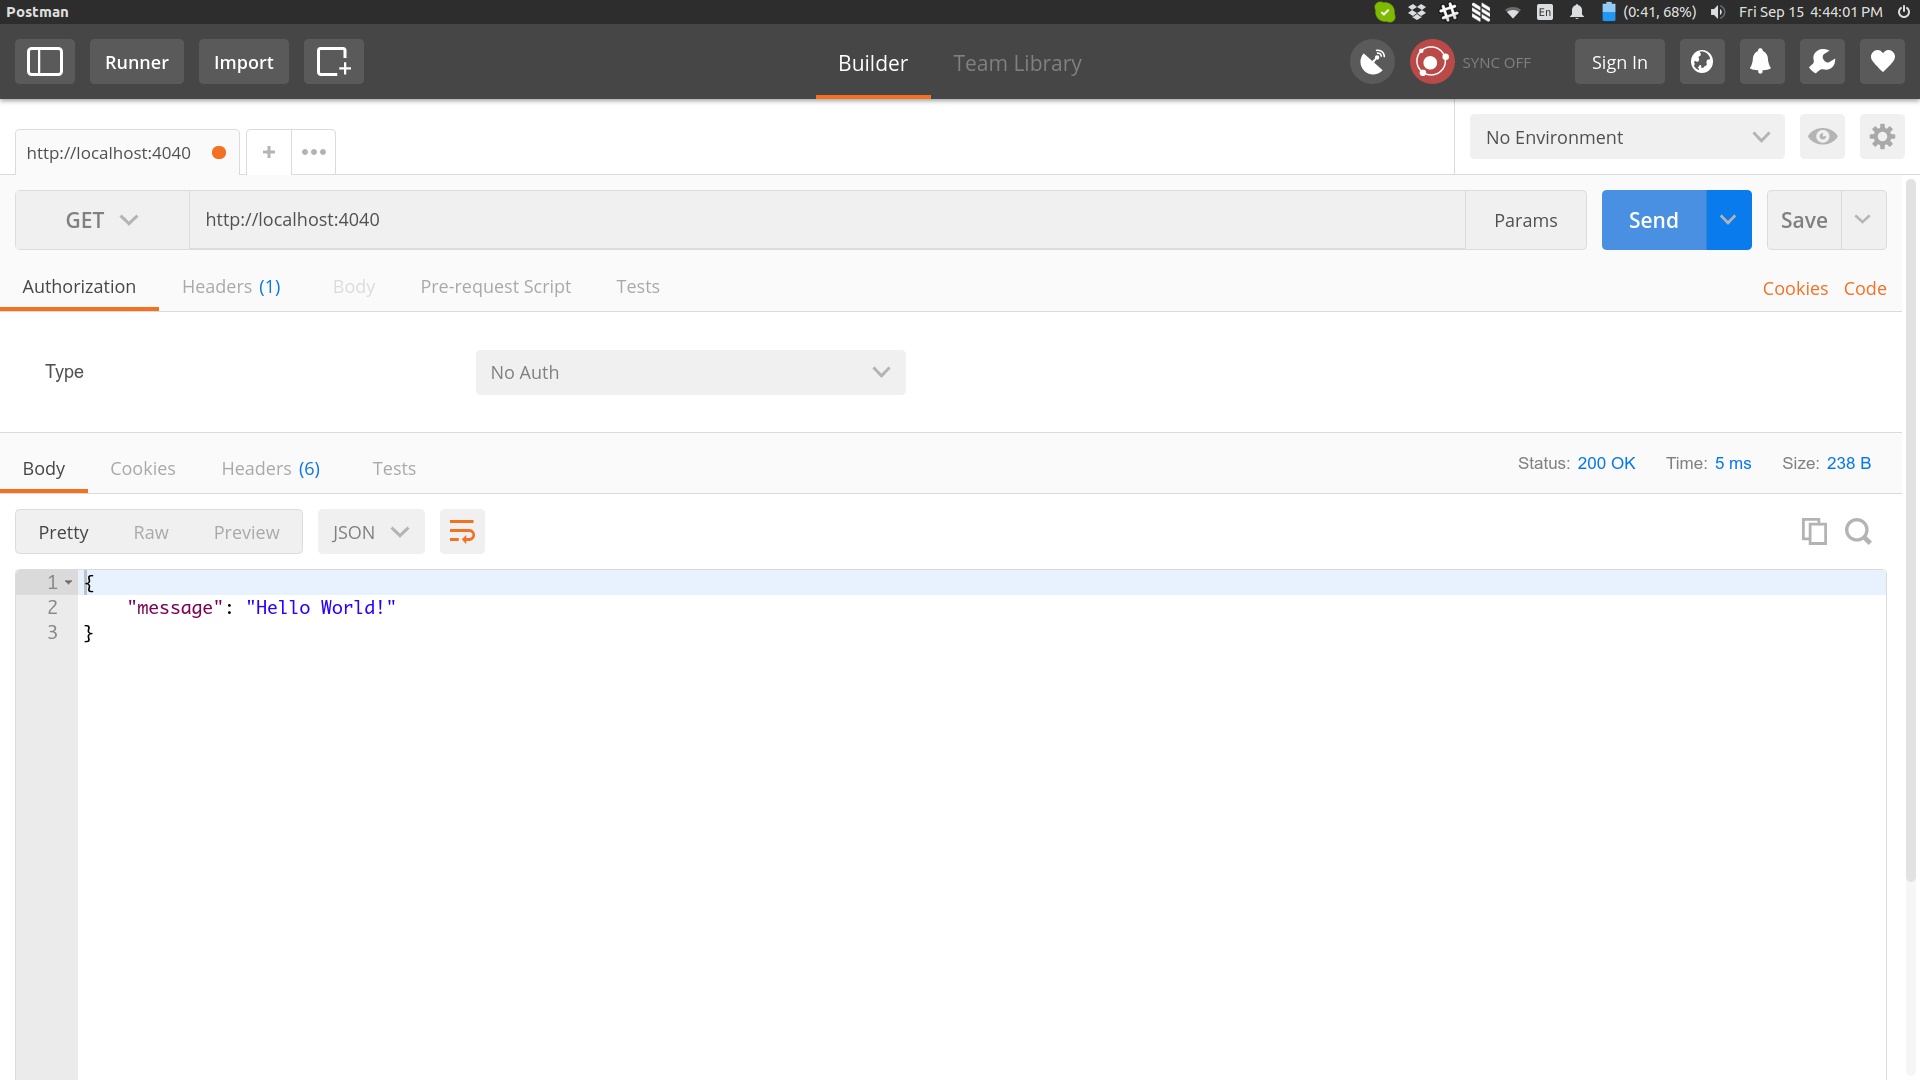 Postman
En (0:41, 68%) Fri Sep 15 4:44:01 PM
Runner Import Builder Team Library SYNC OFF Sign In
http://localhost:4040 No Environment
GET http://localhost:4040 Params Send Save
Authorization Headers (1) Body Pre-request Script Tests Cookies Code
Type No Auth
Body Cookies Headers (6) Tests Status: 200 OK Time: 5 ms Size: 238 B
Pretty Raw Preview JSON
1 {
2 "message": "Hello World!"
3 }